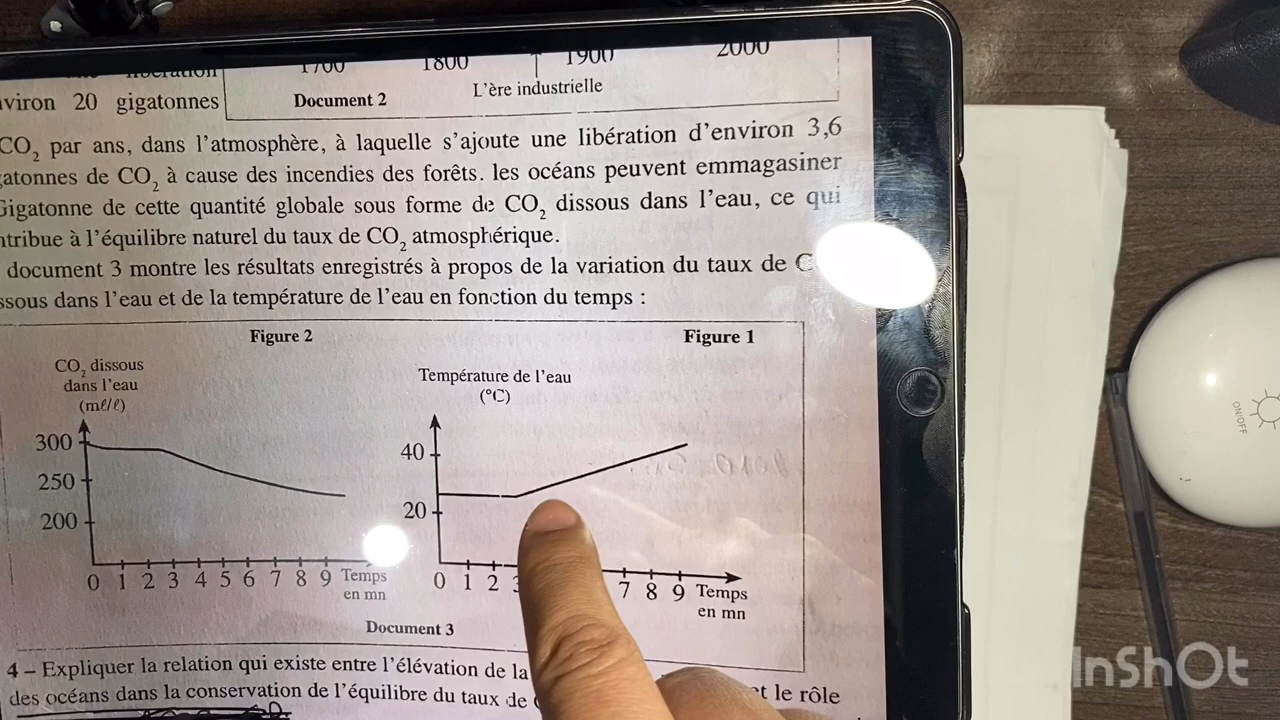 1700 1800 1900 2000
viron 20 gigatonnes
Document 2
L'ère industrielle
CO2 par ans, dans l'atmosphère, à laquelle s'ajoute une libération d'environ 3,6
gatonnes de CO2 à cause des incendies des forêts. les océans peuvent emmagasiner
Gigatonne de cette quantité globale sous forme de CO2 dissous dans l'eau, ce qui
ntribue à l'équilibre naturel du taux de CO2 atmosphérique.
document 3 montre les résultats enregistrés à propos de la variation du taux de C
ssous dans l'eau et de la température de l'eau en fonction du temps :
Figure 2
CO2 dissous
dans l'eau
(mℓ/ℓ)
300
250
200
0 1 2 3 4 5 6 7 8 9 Temps
en mn
Figure 1
Température de l'eau
(°C)
40
20
0 1 2 3 7 8 9 Temps
en mn
Document 3
4 – Expliquer la relation qui existe entre l'élévation de la
et le rôle
des océans dans la conservation de l'équilibre du taux de
ON/OFF
InShOt